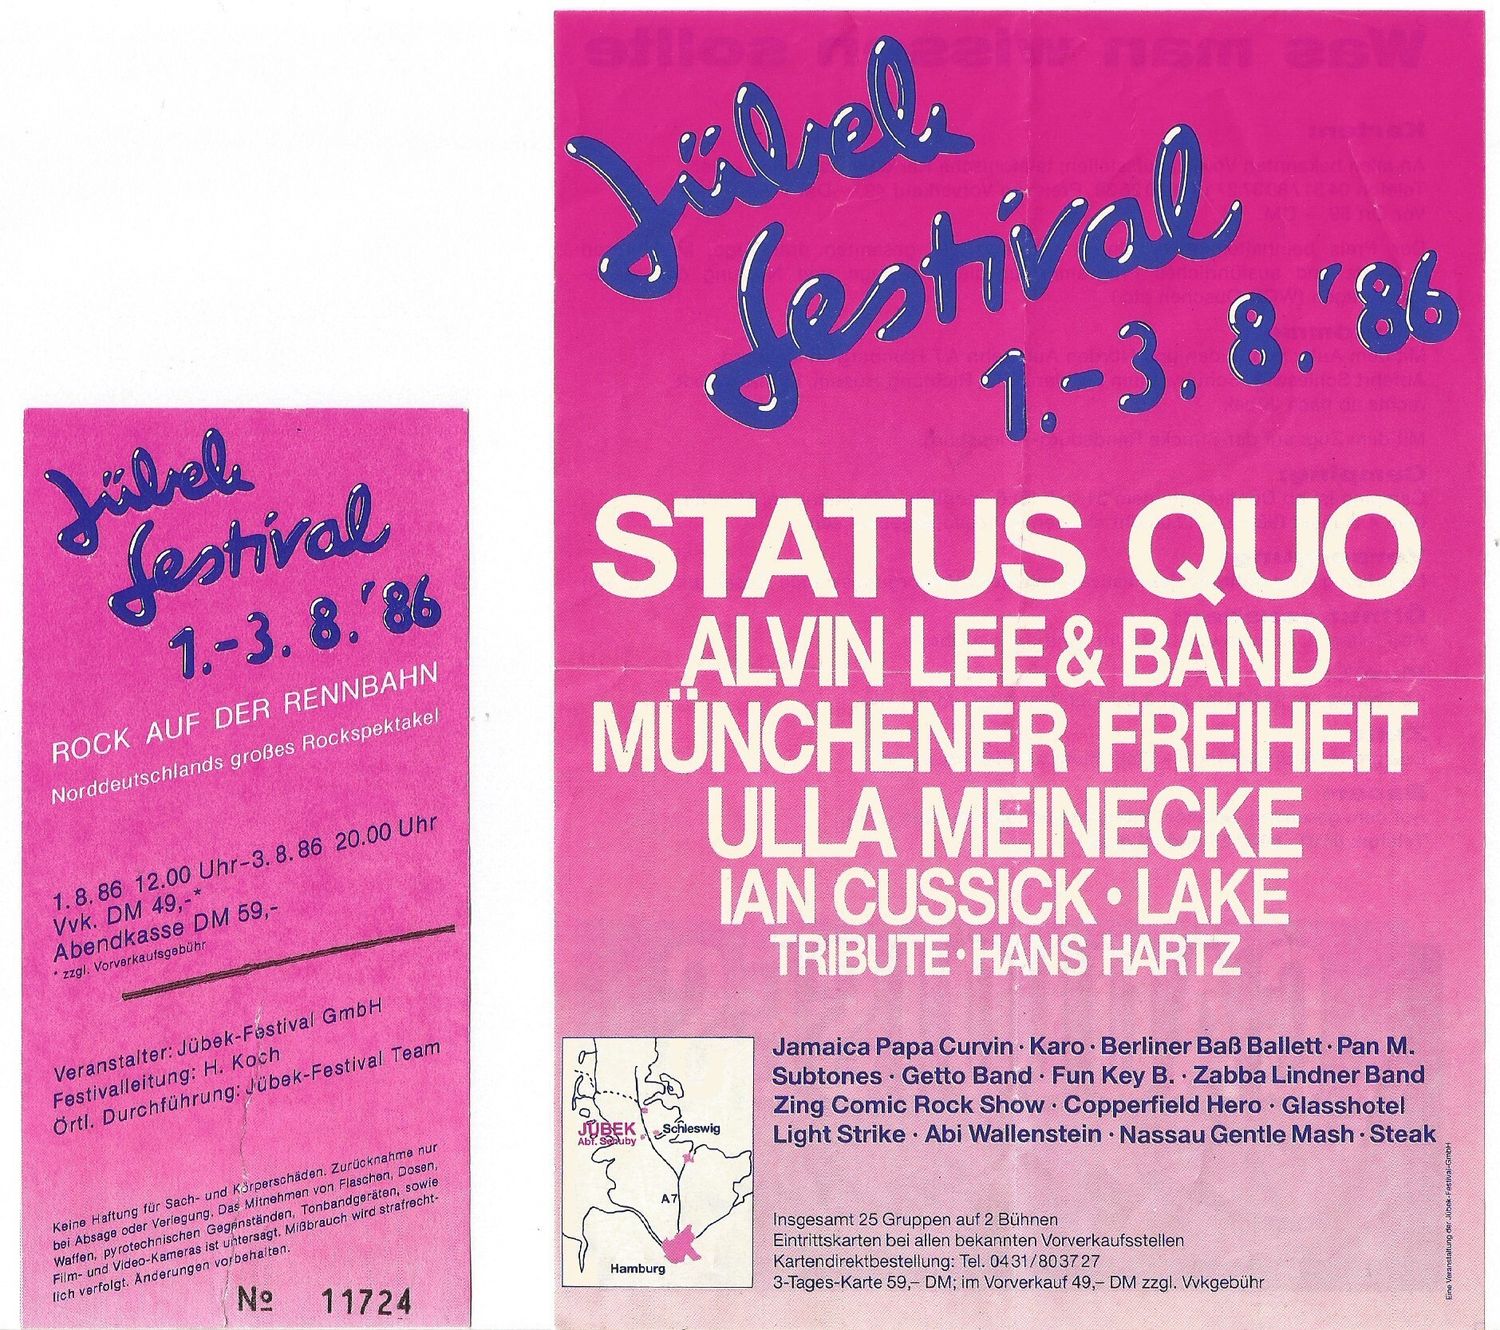 Jübek
festival
1.-3. 8. '86
ROCK AUF DER RENNBAHN
Norddeutschlands großes Rockspektakel
1. 8. 86 12.00 Uhr–3. 8. 86 20.00 Uhr
Vvk. DM 49,-*
Abendkasse DM 59,-
* zzgl. Vorverkaufsgebühr
Veranstalter: Jübek-Festival GmbH
Festivalleitung: H. Koch
Örtl. Durchführung: Jübek-Festival Team
Keine Haftung für Sach- und Körperschäden. Zurücknahme nur
bei Absage oder Verlegung. Das Mitnehmen von Flaschen, Dosen,
Waffen, pyrotechnischen Gegenständen, Tonbandgeräten, sowie
Film- und Video-Kameras ist untersagt. Mißbrauch wird strafrecht-
lich verfolgt. Änderungen vorbehalten.
No 11724
Jübek
festival
1.-3. 8. '86
STATUS QUO
ALVIN LEE & BAND
MÜNCHENER FREIHEIT
ULLA MEINECKE
IAN CUSSICK · LAKE
TRIBUTE · HANS HARTZ
Jamaica Papa Curvin · Karo · Berliner Baß Ballett · Pan M.
Subtones · Getto Band · Fun Key B. · Zabba Lindner Band
Zing Comic Rock Show · Copperfield Hero · Glasshotel
Light Strike · Abi Wallenstein · Nassau Gentle Mash · Steak
JÜBEK
Abf. Schuby
Schleswig
A7
Hamburg
Insgesamt 25 Gruppen auf 2 Bühnen
Eintrittskarten bei allen bekannten Vorverkaufsstellen
Kartendirektbestellung: Tel. 0431/803727
3-Tages-Karte 59,– DM; im Vorverkauf 49,– DM zzgl. Vvkgebühr
Eine Veranstaltung der Jübek-Festival-GmbH